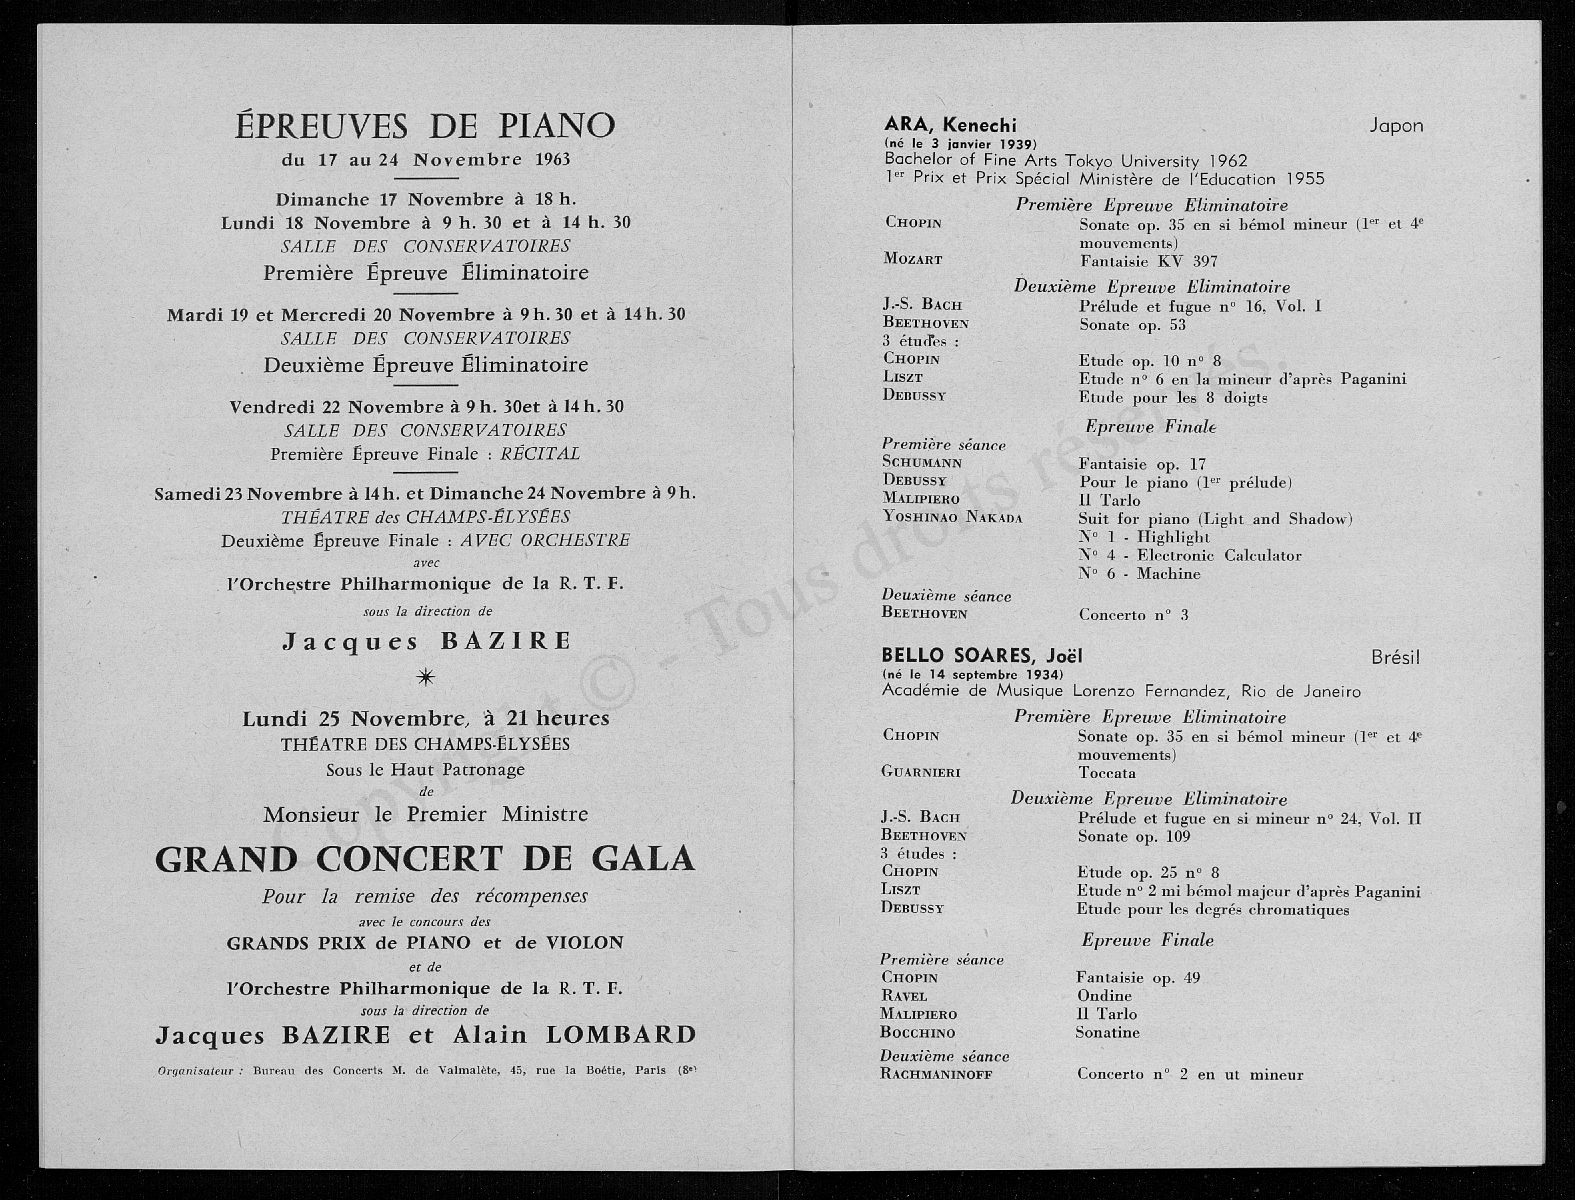 ÉPREUVES DE PIANO
du 17 au 24 Novembre 1963
Dimanche 17 Novembre à 18 h.
Lundi 18 Novembre à 9 h. 30 et à 14 h. 30
SALLE DES CONSERVATOIRES
Première Épreuve Éliminatoire
Mardi 19 et Mercredi 20 Novembre à 9 h. 30 et à 14 h. 30
SALLE DES CONSERVATOIRES
Deuxième Épreuve Éliminatoire
Vendredi 22 Novembre à 9 h. 30et à 14 h. 30
SALLE DES CONSERVATOIRES
Première Épreuve Finale : RÉCITAL
Samedi 23 Novembre à 14 h. et Dimanche 24 Novembre à 9 h.
THÉATRE des CHAMPS-ÉLYSÉES
Deuxième Épreuve Finale : AVEC ORCHESTRE
avec
l'Orchestre Philharmonique de la R. T. F.
sous la direction de
Jacques BAZIRE
Lundi 25 Novembre, à 21 heures
THÉATRE DES CHAMPS-ÉLYSÉES
Sous le Haut Patronage
de
Monsieur le Premier Ministre
GRAND CONCERT DE GALA
Pour la remise des récompenses
avec le concours des
GRANDS PRIX de PIANO et de VIOLON
et de
l'Orchestre Philharmonique de la R. T. F.
sous la direction de
Jacques BAZIRE et Alain LOMBARD
Organisateur : Bureau des Concerts M. de Valmalète, 45, rue la Boétie, Paris (8e)
ARA, Kenechi Japon
(né le 3 janvier 1939)
Bachelor of Fine Arts Tokyo University 1962
1er Prix et Prix Spécial Ministère de l'Education 1955
Première Epreuve Eliminatoire
CHOPIN Sonate op. 35 en si bémol mineur (1er et 4e
mouvements)
MOZART Fantaisie KV 397
Deuxième Epreuve Eliminatoire
J.-S. BACH Prélude et fugue n° 16, Vol. I
BEETHOVEN Sonate op. 53
3 études :
CHOPIN Etude op. 10 n° 8
LISZT Etude n° 6 en la mineur d'après Paganini
DEBUSSY Etude pour les 8 doigts
Epreuve Finale
Première séance
SCHUMANN Fantaisie op. 17
DEBUSSY Pour le piano (1er prélude)
MALIPIERO Il Tarlo
YOSHINAO NAKADA Suit for piano (Light and Shadow)
N° 1 - Highlight
N° 4 - Electronic Calculator
N° 6 - Machine
Deuxième séance
BEETHOVEN Concerto n° 3
BELLO SOARES, Joël Brésil
(né le 14 septembre 1934)
Académie de Musique Lorenzo Fernandez, Rio de Janeiro
Première Epreuve Eliminatoire
CHOPIN Sonate op. 35 en si bémol mineur (1er et 4e
mouvements)
GUARNIERI Toccata
Deuxième Epreuve Eliminatoire
J.-S. BACH Prélude et fugue en si mineur n° 24, Vol. II
BEETHOVEN Sonate op. 109
3 études :
CHOPIN Etude op. 25 n° 8
LISZT Etude n° 2 mi bémol majeur d'après Paganini
DEBUSSY Etude pour les degrés chromatiques
Epreuve Finale
Première séance
CHOPIN Fantaisie op. 49
RAVEL Ondine
MALIPIERO Il Tarlo
BOCCHINO Sonatine
Deuxième séance
RACHMANINOFF Concerto n° 2 en ut mineur
Copyright © - Tous droits réservés.